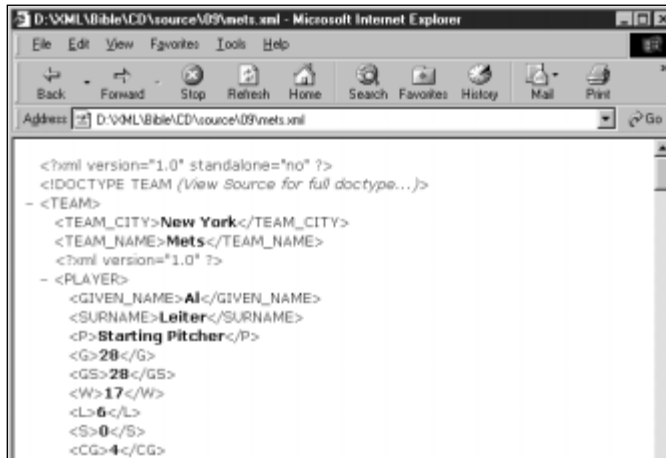 D:\XML\Bible\CD\source\09\mets.xml - Microsoft Internet Explorer
File Edit View Favorites Tools Help
Back Forward Stop Refresh Home Search Favorites History Mail Print
Address D:\XML\Bible\CD\source\09\mets.xml Go
<?xml version="1.0" standalone="no" ?>
<!DOCTYPE TEAM (View Source for full doctype...)>
- <TEAM>
<TEAM_CITY>New York</TEAM_CITY>
<TEAM_NAME>Mets</TEAM_NAME>
<?xml version="1.0" ?>
- <PLAYER>
<GIVEN_NAME>Al</GIVEN_NAME>
<SURNAME>Leiter</SURNAME>
<P>Starting Pitcher</P>
<G>28</G>
<GS>28</GS>
<W>17</W>
<L>6</L>
<S>0</S>
<CG>4</CG>